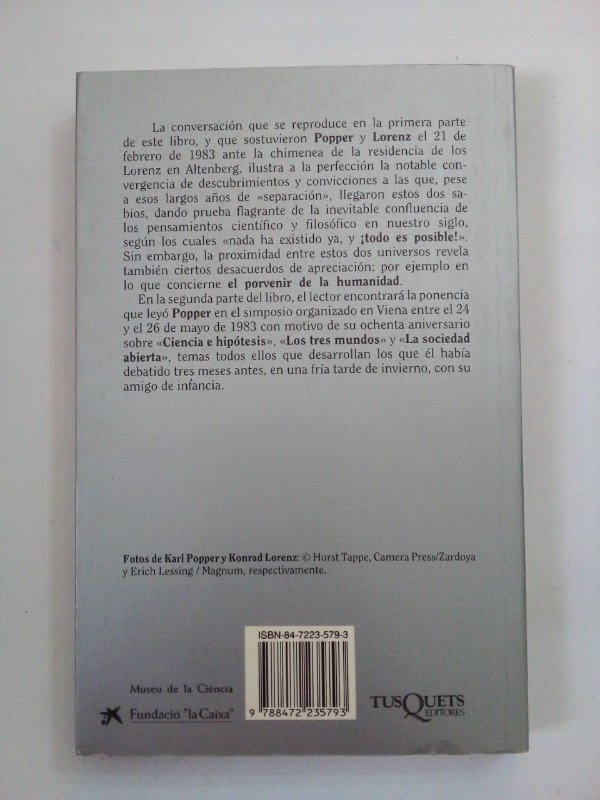 La conversación que se reproduce en la primera parte
de este libro, y que sostuvieron Popper y Lorenz el 21 de
febrero de 1983 ante la chimenea de la residencia de los
Lorenz en Altenberg, ilustra a la perfección la notable con-
vergencia de descubrimientos y convicciones a las que, pese
a esos largos años de «separación», llegaron estos dos sa-
bios, dando prueba flagrante de la inevitable confluencia de
los pensamientos científico y filosófico en nuestro siglo,
según los cuales «nada ha existido ya, y ¡todo es posible!».
Sin embargo, la proximidad entre estos dos universos revela
también ciertos desacuerdos de apreciación: por ejemplo en
lo que concierne el porvenir de la humanidad.
En la segunda parte del libro, el lector encontrará la ponencia
que leyó Popper en el simposio organizado en Viena entre el 24
y el 26 de mayo de 1983 con motivo de su ochenta aniversario
sobre «Ciencia e hipótesis», «Los tres mundos» y «La sociedad
abierta», temas todos ellos que desarrollan los que él había
debatido tres meses antes, en una fría tarde de invierno, con su
amigo de infancia.
Fotos de Karl Popper y Konrad Lorenz: © Horst Tappe, Camera Press/Zardoya
y Erich Lessing / Magnum, respectivamente.
ISBN-84-7223-579-3
9 788472 235793
Museu de la Ciència
Fundació "la Caixa"
TUSQUETS
EDITORES